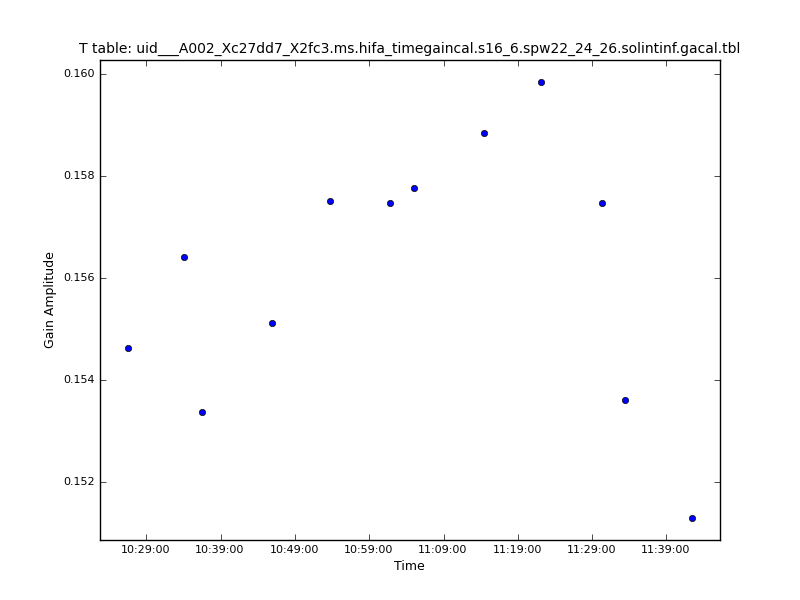 T table: uid___A002_Xc27dd7_X2fc3.ms.hifa_timegaincal.s16_6.spw22_24_26.solintinf.gacal.tbl
0.160
0.158
0.156
0.154
0.152
Gain Amplitude
10:29:00 10:39:00 10:49:00 10:59:00 11:09:00 11:19:00 11:29:00 11:39:00
Time